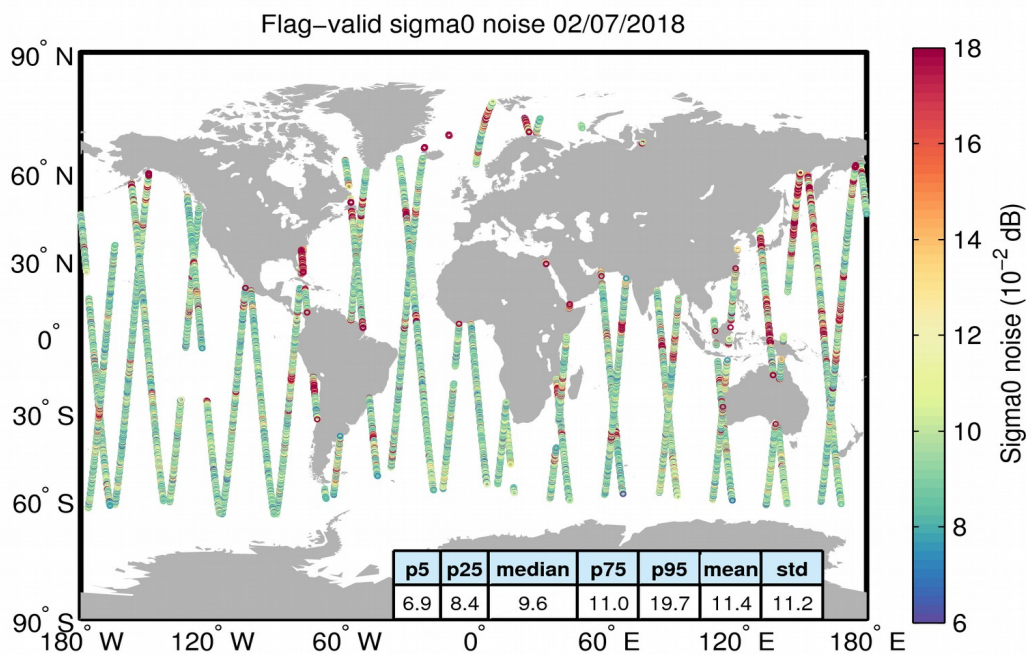 Flag−valid sigma0 noise 02/07/2018
90° N
60° N
30° N
0°
30° S
60° S
90° S
180° W
120° W
60° W
0°
60° E
120° E
180° E
p5 p25 median p75 p95 mean std
6.9 8.4 9.6 11.0 19.7 11.4 11.2
18
16
14
12
10
8
6
Sigma0 noise (10⁻² dB)